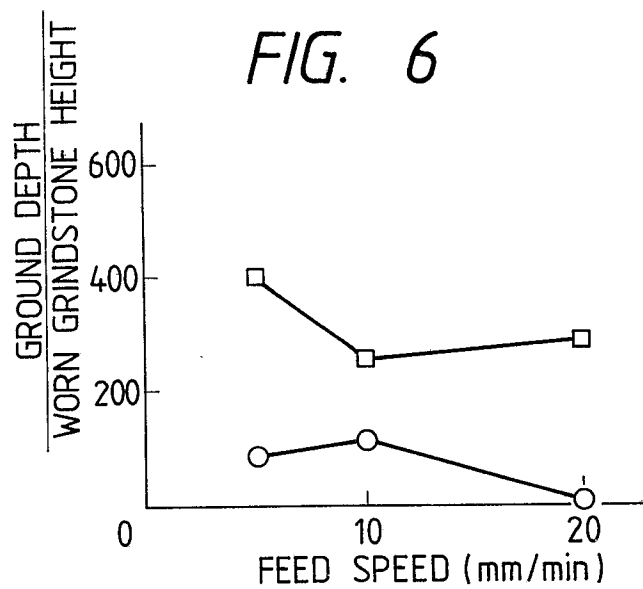 FIG. 6
GROUND DEPTH
WORN GRINDSTONE HEIGHT
600
400
200
0
10
20
FEED SPEED (mm/min)